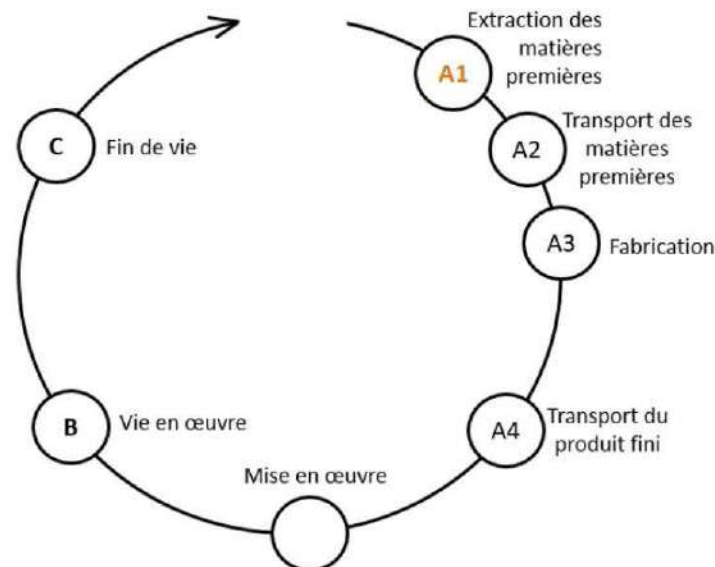 Extraction des
matières
premières
A1
Transport des
matières
premières
A2
A3
Fabrication
A4
Transport du
produit fini
Mise en œuvre
B
Vie en œuvre
C
Fin de vie